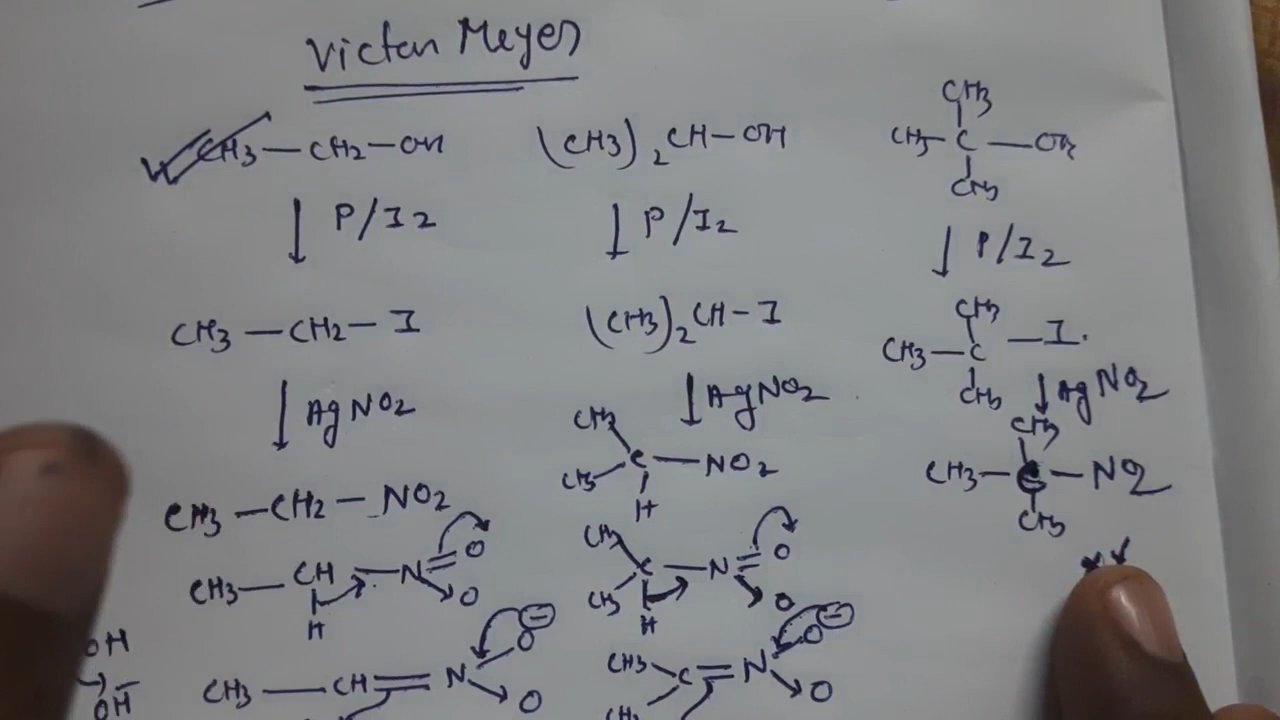 Victor Meyer
CH3—CH2—OH
P/I2
CH3—CH2—I
AgNO2
CH3—CH2—NO2
CH3—CH—N=O
O
H
⊖
O
CH3—CH=N
O
OH
OH
(CH3)2CH—OH
P/I2
(CH3)2CH—I
AgNO2
CH3
CH3—C—NO2
H
CH3
C—N=O
CH3
O
H
⊖
O
CH3
C=N
O
CH3
CH3—C—OH
CH3
P/I2
CH3
CH3—C—I
CH3
AgNO2
CH3
CH3—C—NO2
CH3